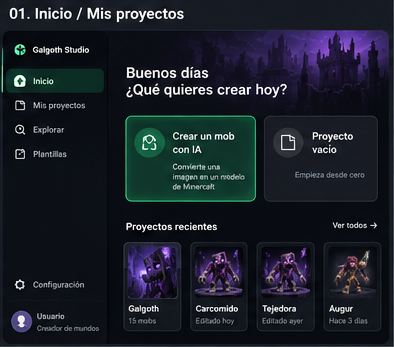 01. Inicio / Mis proyectos
Galgoth Studio
Inicio
Mis proyectos
Explorar
Plantillas
Configuración
Usuario
Creador de mundos
Buenos días
¿Qué quieres crear hoy?
Crear un mob
con IA
Convierte una
imagen en un modelo
de Minecraft
Proyecto
vacío
Empieza desde cero
Proyectos recientes
Ver todos →
Galgoth
15 mobs
Carcomido
Editado hoy
Tejedora
Editado ayer
Augur
Hace 3 días